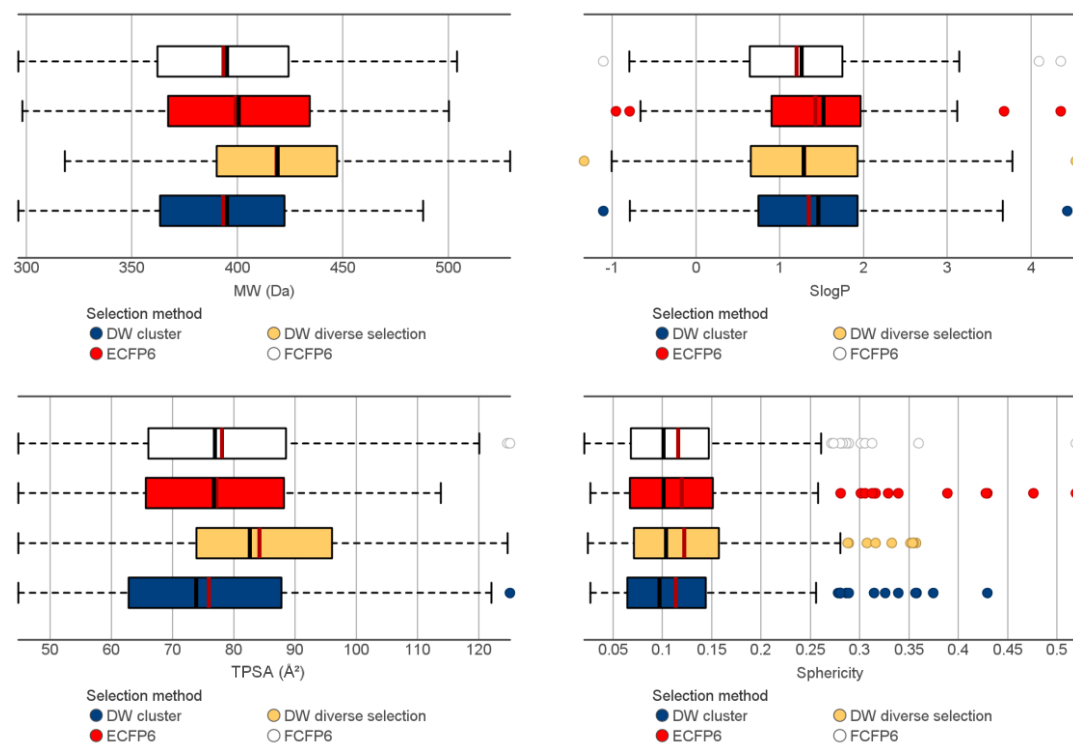 300 350 400 450 500
MW (Da)
Selection method
DW cluster DW diverse selection
ECFP6 FCFP6
-1 0 1 2 3 4
SlogP
Selection method
DW cluster DW diverse selection
ECFP6 FCFP6
50 60 70 80 90 100 110 120
TPSA (Å²)
Selection method
DW cluster DW diverse selection
ECFP6 FCFP6
0.05 0.1 0.15 0.2 0.25 0.3 0.35 0.4 0.45 0.5
Sphericity
Selection method
DW cluster DW diverse selection
ECFP6 FCFP6